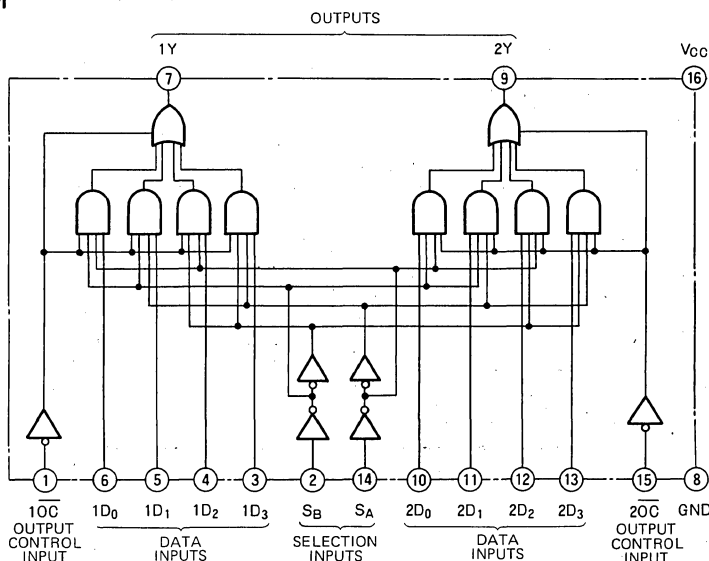 OUTPUTS
1Y 2Y VCC
7 9 16
1 6 5 4 3 2 14 10 11 12 13 15 8
1OC 1D0 1D1 1D2 1D3 SB SA 2D0 2D1 2D2 2D3 2OC GND
OUTPUT CONTROL INPUT
DATA INPUTS
SELECTION INPUTS
DATA INPUTS
OUTPUT CONTROL INPUT